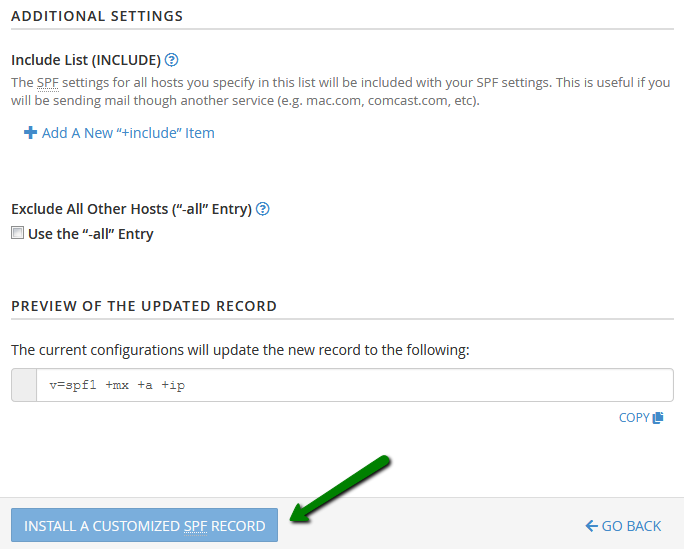 ADDITIONAL SETTINGS
Include List (INCLUDE)
The SPF settings for all hosts you specify in this list will be included with your SPF settings. This is useful if you
will be sending mail though another service (e.g. mac.com, comcast.com, etc).
Add A New “+include” Item
Exclude All Other Hosts (“-all” Entry)
Use the “-all” Entry
PREVIEW OF THE UPDATED RECORD
The current configurations will update the new record to the following:
v=spf1 +mx +a +ip
COPY
INSTALL A CUSTOMIZED SPF RECORD
GO BACK